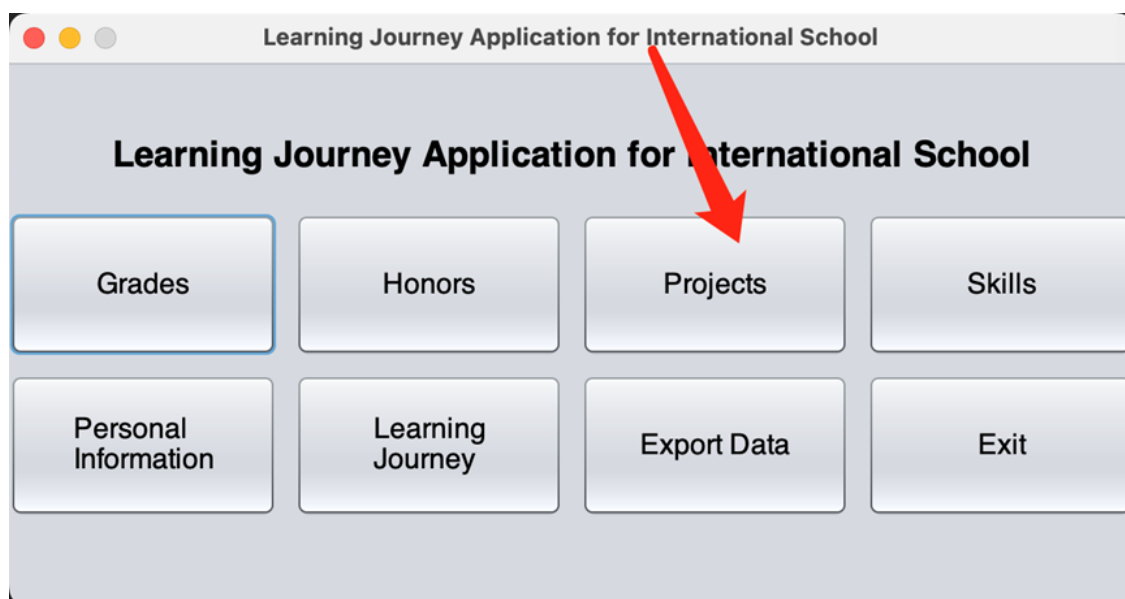 Learning Journey Application for International School
Learning Journey Application for International School
Grades
Honors
Projects
Skills
Personal
Information
Learning
Journey
Export Data
Exit